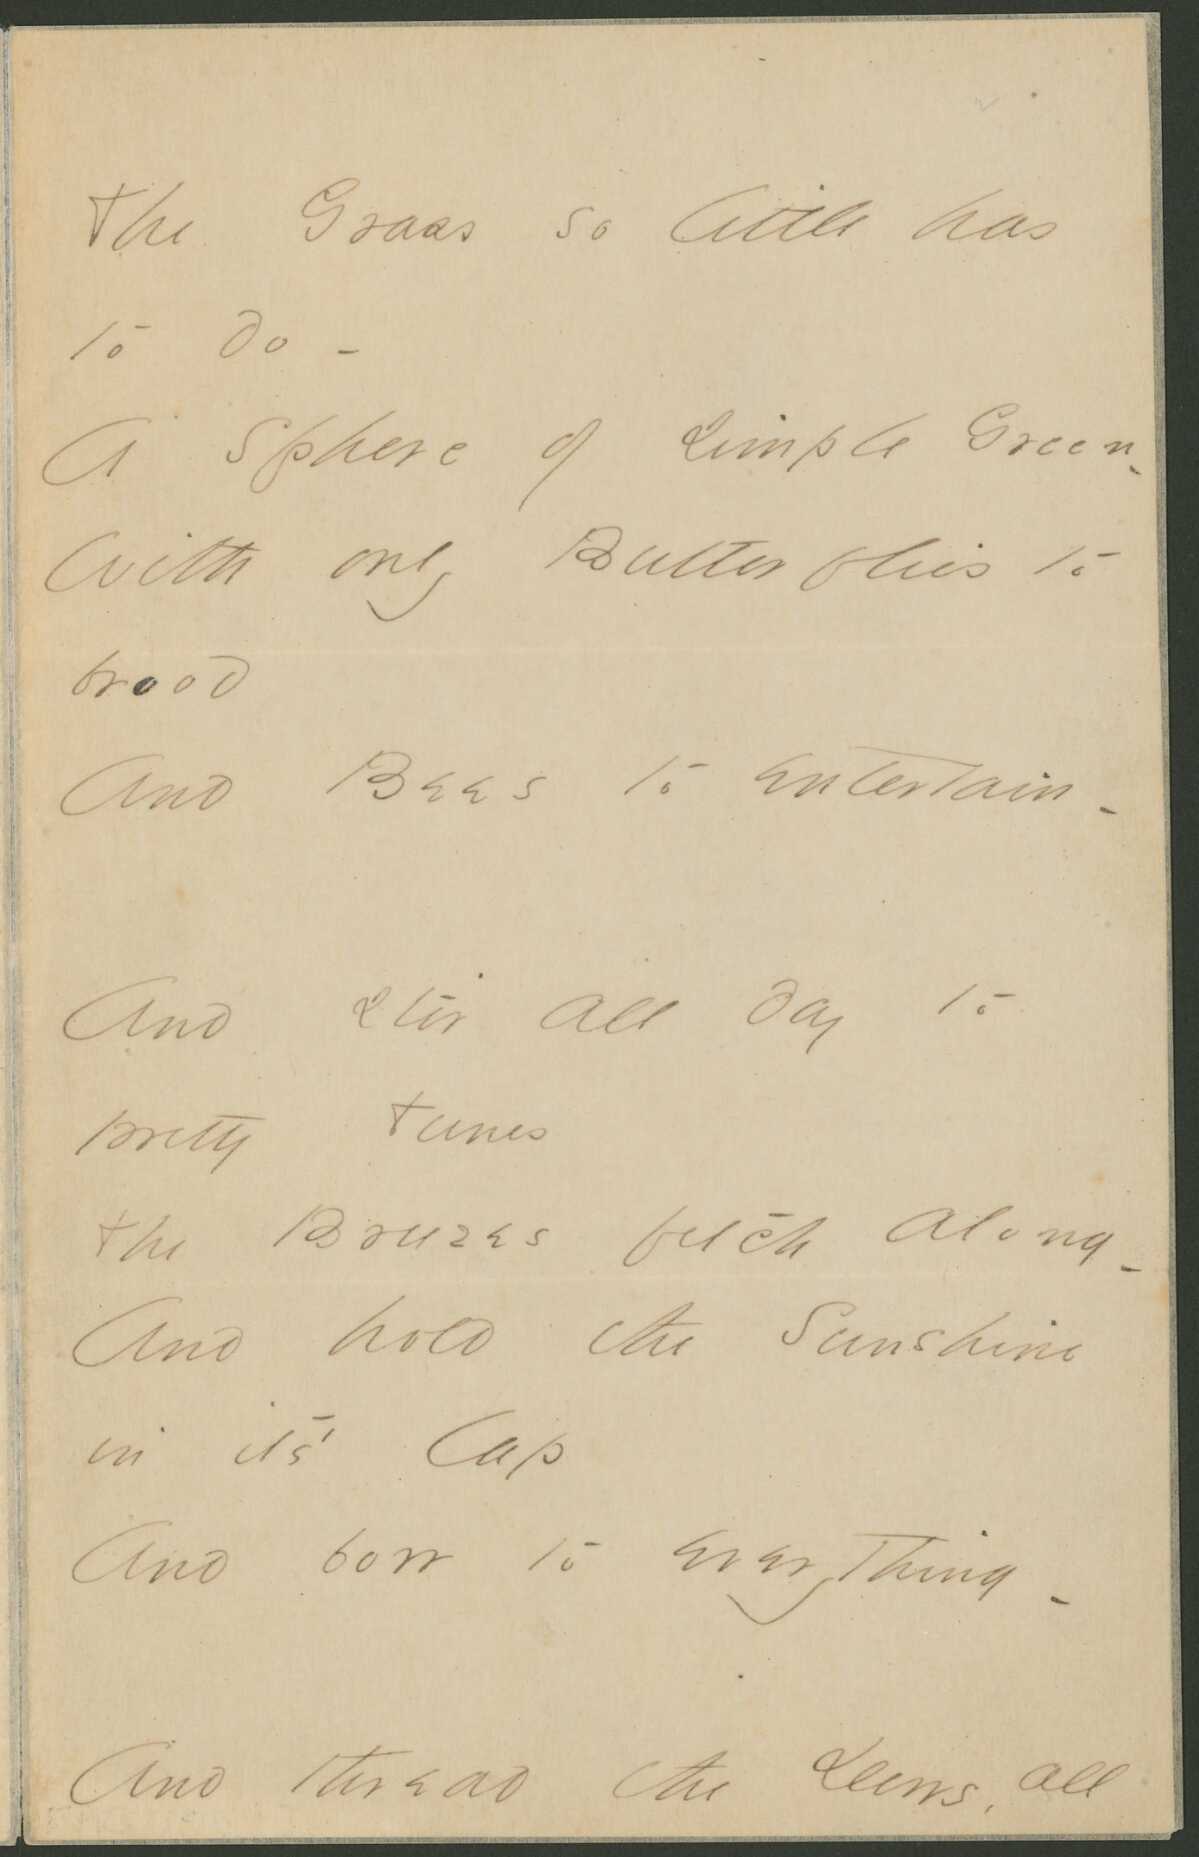 The Grass so little has
to do -
A Sphere of simple Green -
With only Butterflies to
brood
And Bees to entertain -
And stir all day to
pretty tunes
The Breezes fetch along -
And hold the Sunshine
in it's Lap
And bow to everything -
And thread the Dews, all